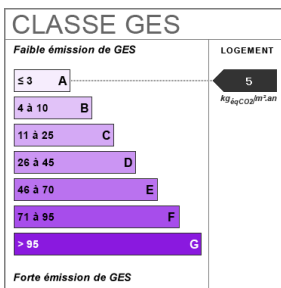 CLASSE GES
Faible émission de GES
LOGEMENT
≤ 3 A
5
kgéqCO2/m².an
4 à 10 B
11 à 25 C
26 à 45 D
46 à 70 E
71 à 95 F
> 95 G
Forte émission de GES